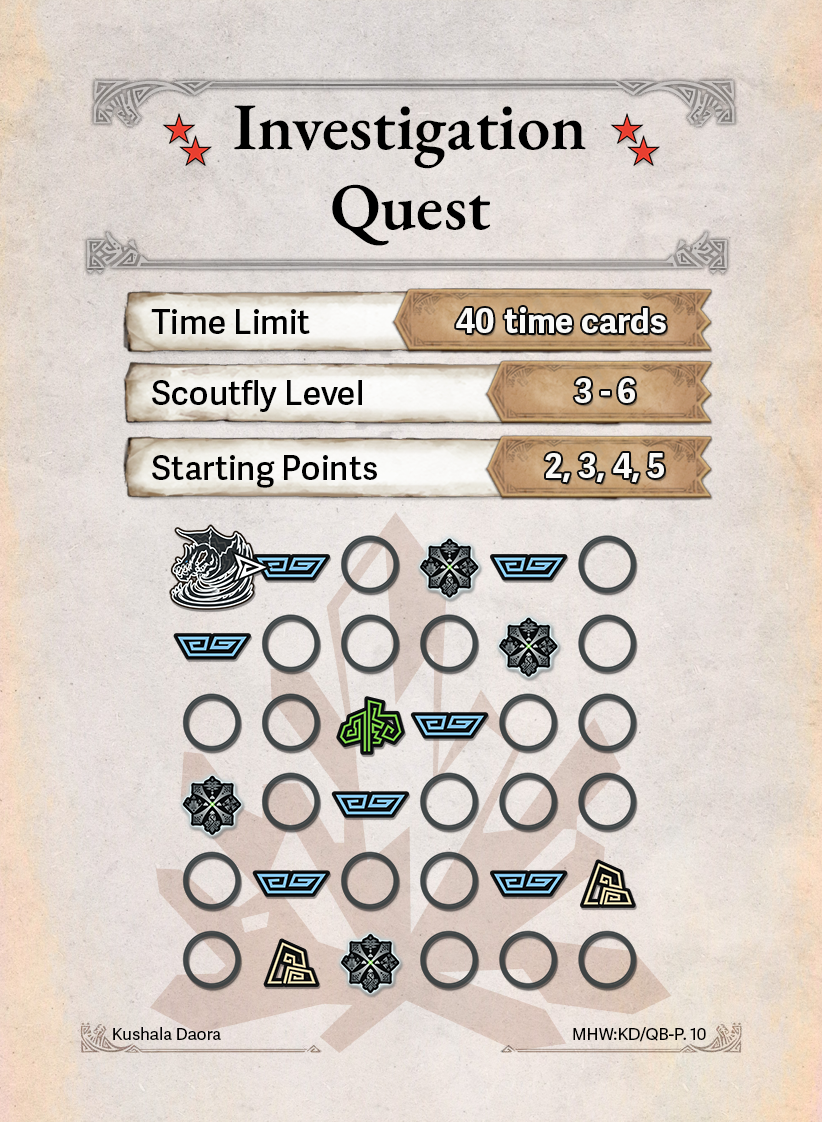 Investigation
Quest
Time Limit 40 time cards
Scoutfly Level 3 - 6
Starting Points 2, 3, 4, 5
Kushala Daora MHW:KD/QB-P. 10